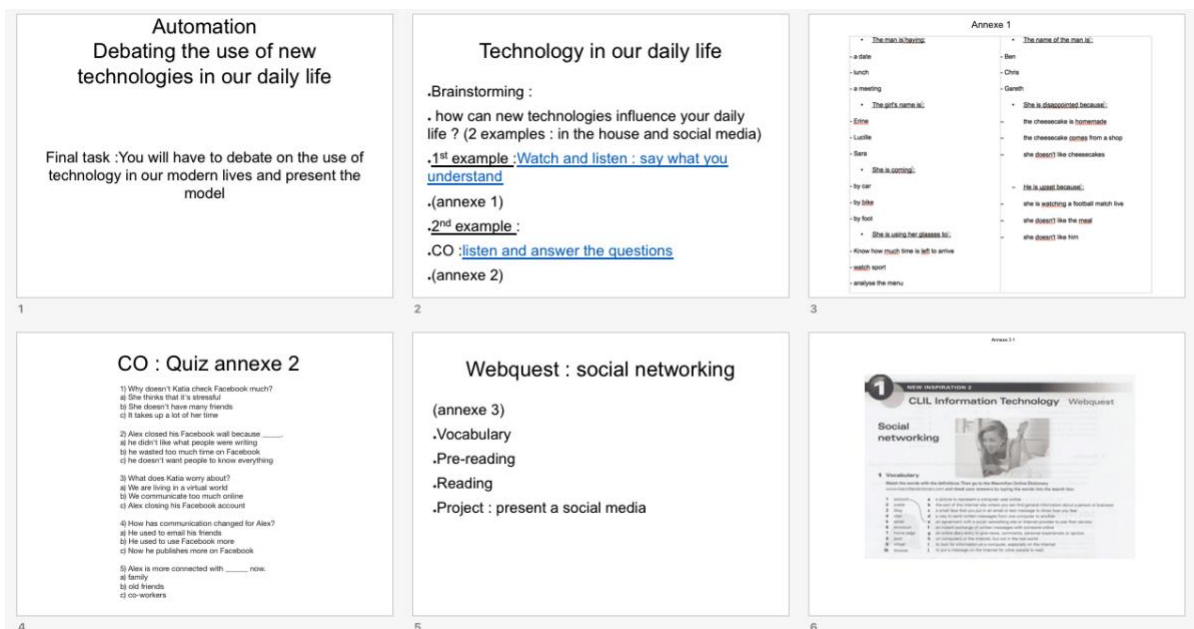 Automation
Debating the use of new
technologies in our daily life
Final task :You will have to debate on the use of
technology in our modern lives and present the
model
1
Technology in our daily life
.Brainstorming :
. how can new technologies influence your daily
life ? (2 examples : in the house and social media)
.1st example :Watch and listen : say what you
understand
.(annexe 1)
.2nd example :
.CO :listen and answer the questions
.(annexe 2)
2
Annexe 1
• The man is having:
- a date
- lunch
- a meeting
• The girl's name is:
- Erine
- Lucille
- Sara
• She is coming:
- by car
- by bike
- by foot
• She is using her glasses to:
- Know how much time is left to arrive
- watch sport
- analyse the menu
• The name of the man is:
- Ben
- Chris
- Gareth
• She is disappointed because:
– the cheesecake is homemade
– the cheesecake comes from a shop
– she doesn't like cheesecakes
– He is upset because:
– she is watching a football match live
– she doesn't like the meal
– she doesn't like him
3
CO : Quiz annexe 2
1) Why doesn't Katia check Facebook much?
a) She thinks that it's stressful
b) She doesn't have many friends
c) It takes up a lot of her time
2) Alex closed his Facebook wall because _____.
a) he didn't like what people were writing
b) he wasted too much time on Facebook
c) he doesn't want people to know everything
3) What does Katia worry about?
a) We are living in a virtual world
b) We communicate too much online
c) Alex closing his Facebook account
4) How has communication changed for Alex?
a) He used to email his friends
b) He used to use Facebook more
c) Now he publishes more on Facebook
5) Alex is more connected with ______ now.
a) family
b) old friends
c) co-workers
4
Webquest : social networking
(annexe 3)
.Vocabulary
.Pre-reading
.Reading
.Project : present a social media
5
Annexe 3
1
NEW INSPIRATION 2
CLIL Information Technology Webquest
Social
networking
1 Vocabulary
6